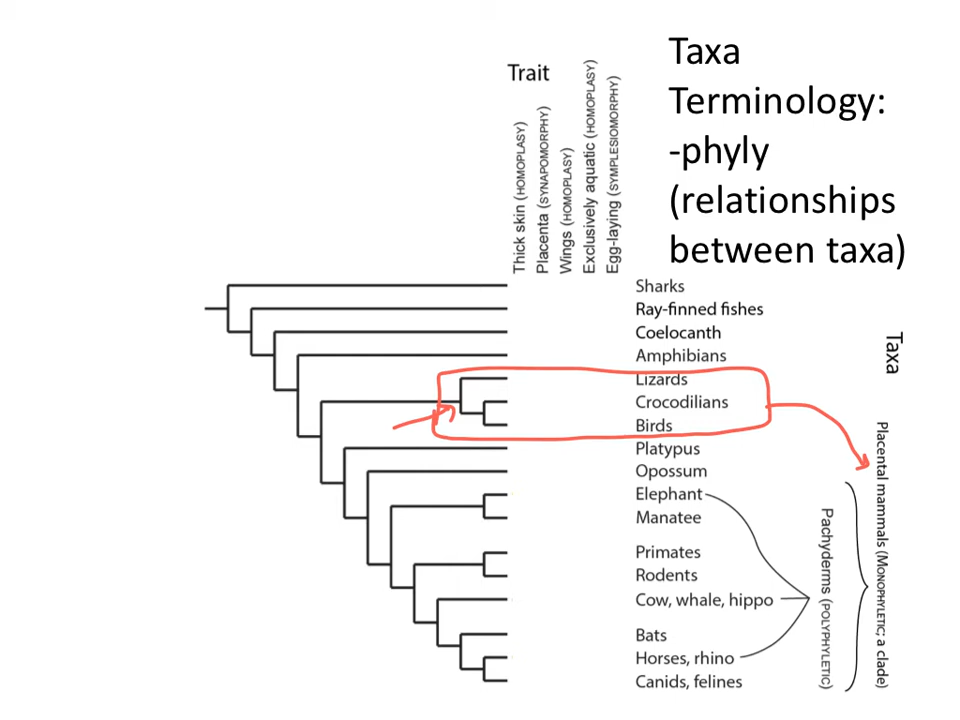 Taxa
Terminology:
-phyly
(relationships
between taxa)
Trait
Thick skin (HOMOPLASY)
Placenta (SYNAPOMORPHY)
Wings (HOMOPLASY)
Exclusively aquatic (HOMOPLASY)
Egg-laying (SYMPLESIOMORPHY)
Sharks
Ray-finned fishes
Coelocanth
Amphibians
Lizards
Crocodilians
Birds
Platypus
Opossum
Elephant
Manatee
Primates
Rodents
Cow, whale, hippo
Bats
Horses, rhino
Canids, felines
Pachyderms (POLYPHYLETIC)
Taxa
Placental mammals (MONOPHYLETIC; a clade)